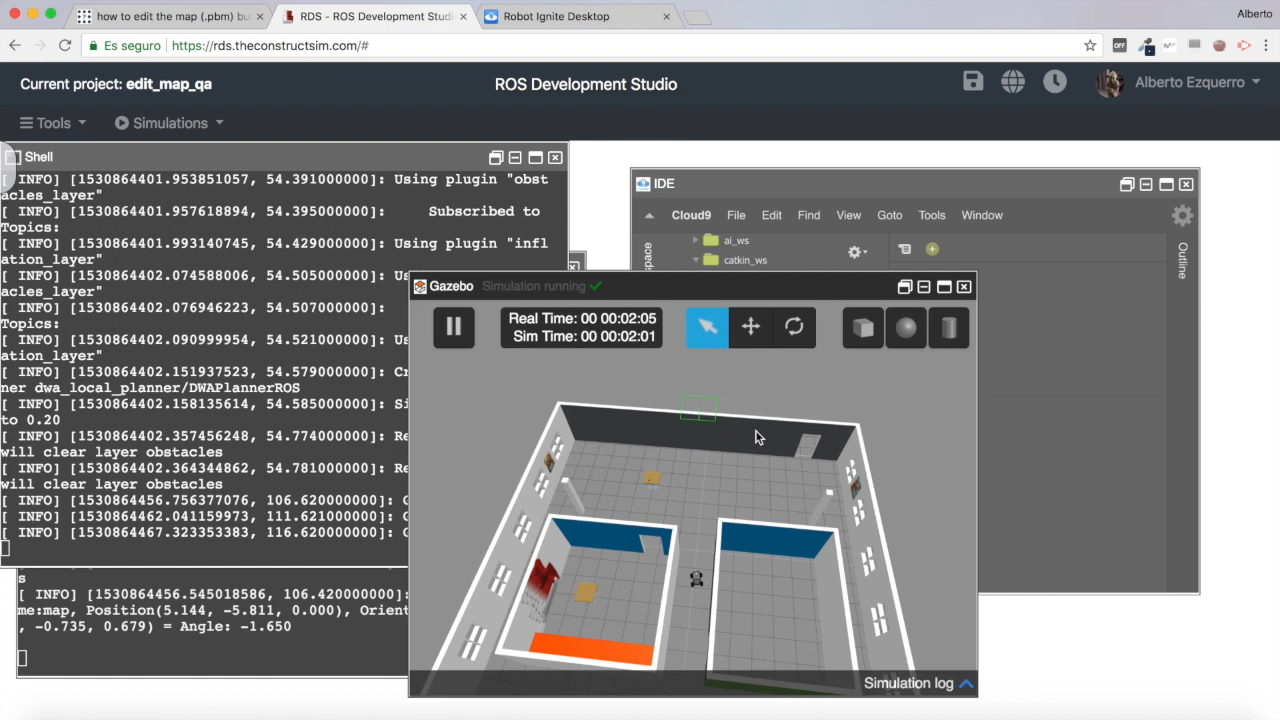 how to edit the map (.pbm) bu
RDS - ROS Development Studi
Robot Ignite Desktop
Alberto
Es seguro
https://rds.theconstructsim.com/#
OFF
Current project: edit_map_qa
ROS Development Studio
Alberto Ezquerro
Tools
Simulations
Shell
[ INFO] [1530864401.953851057, 54.391000000]: Using plugin "obst
acles_layer"
[ INFO] [1530864401.957618894, 54.395000000]:     Subscribed to
Topics:
[ INFO] [1530864401.993140745, 54.429000000]: Using plugin "infl
ation_layer"
[ INFO] [1530864402.074588006, 54.505000000]: Us
acles_layer"
[ INFO] [1530864402.076946223, 54.507000000]:
Topics:
[ INFO] [1530864402.090999954, 54.521000000]: Us
ation_layer"
[ INFO] [1530864402.151937523, 54.579000000]: Cr
ner dwa_local_planner/DWAPlannerROS
[ INFO] [1530864402.158135614, 54.585000000]: Si
to 0.20
[ INFO] [1530864402.357456248, 54.774000000]: Re
will clear layer obstacles
[ INFO] [1530864402.364344862, 54.781000000]: Re
will clear layer obstacles
[ INFO] [1530864456.756377076, 106.620000000]: G
[ INFO] [1530864462.041159973, 111.621000000]: G
[ INFO] [1530864467.323353383, 116.620000000]: G
s
[ INFO] [1530864456.545018586, 106.420000000]:
me:map, Position(5.144, -5.811, 0.000), Orient
, -0.735, 0.679) = Angle: -1.650
IDE
Cloud9
File
Edit
Find
View
Goto
Tools
Window
space
ai_ws
catkin_ws
Outline
Gazebo
Simulation running
Real Time: 00 00:02:05
Sim Time: 00 00:02:01
Simulation log